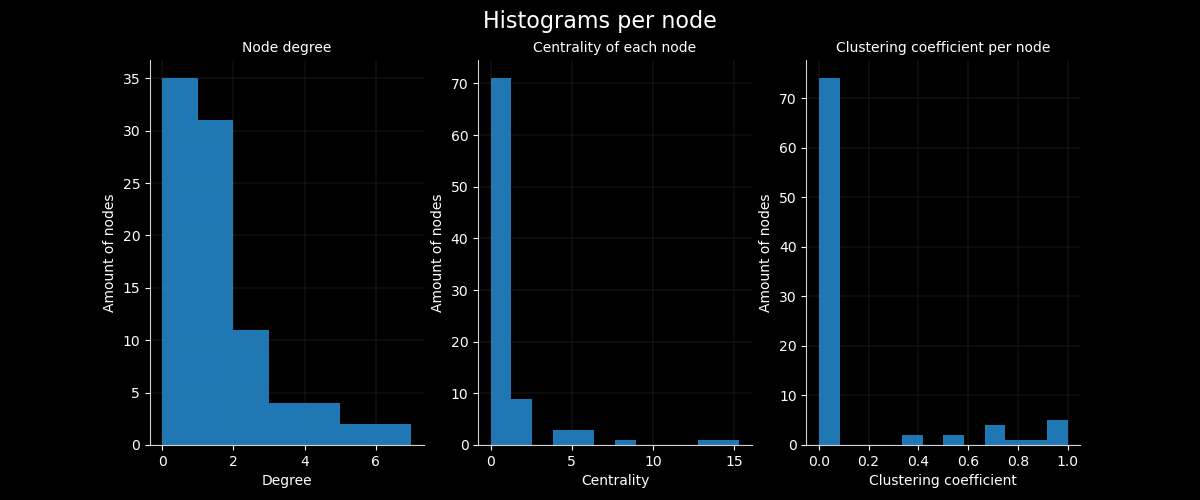 Histograms per node
Node degree
Amount of nodes
35
30
25
20
15
10
5
0
0 2 4 6
Degree
Centrality of each node
Amount of nodes
70
60
50
40
30
20
10
0
0 5 10 15
Centrality
Clustering coefficient per node
Amount of nodes
70
60
50
40
30
20
10
0
0.0 0.2 0.4 0.6 0.8 1.0
Clustering coefficient